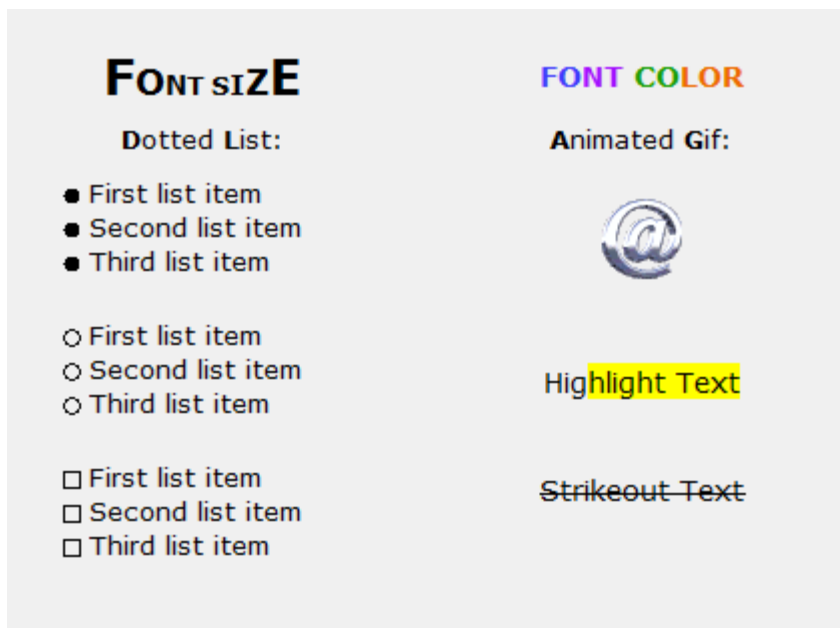 FONT SIZE
Dotted List:
First list item
Second list item
Third list item
First list item
Second list item
Third list item
First list item
Second list item
Third list item
FONT COLOR
Animated Gif:
@
Highlight Text
Strikeout Text